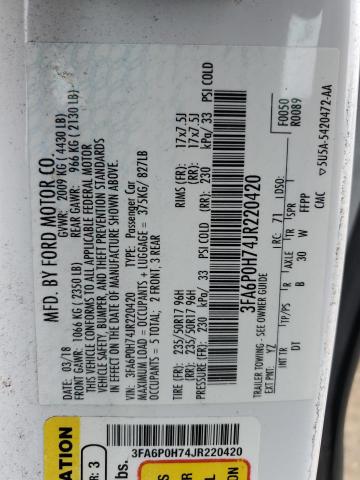 MFD. BY FORD MOTOR CO.
03/18 GVWR: 2009 KG ( 4430 LB)
FRONT GAWR: 1066 KG ( 2350 LB) REAR GAWR: 966 KG ( 2130 LB)
THIS VEHICLE CONFORMS TO ALL APPLICABLE FEDERAL MOTOR
VEHICLE SAFETY, BUMPER, AND THEFT PREVENTION STANDARDS
IN EFFECT ON THE DATE OF MANUFACTURE SHOWN ABOVE.
VIN: 3FA6P0H74JR220420 TYPE: Passenger Car
MAXIMUM LOAD = OCCUPANTS + LUGGAGE = 375KG/ 827LB
OCCUPANTS = 5 TOTAL, 2 FRONT, 3 REAR
TIRE (FR) 235/50R17 96H RIMS (FR) 17x7.5J
TIRE (RR) 235/50R17 96H (RR) 17x7.5J
PRESSURE (FR) 230 kPa/ 33 PSI COLD (RR) 230 kPa/ 33 PSI COLD
3FA6P0H74JR220420
TRAILER TOWING - SEE OWNER GUIDE
F0050
R0089
EXT PNT: YZ RC: 71 DSO:
INT TR TP/PS R AXLE TR SPR
DT B 30 W FFPP
CMC 5U5A-5420472-AA
3FA6P0H74JR220420
R: 3
lbs.